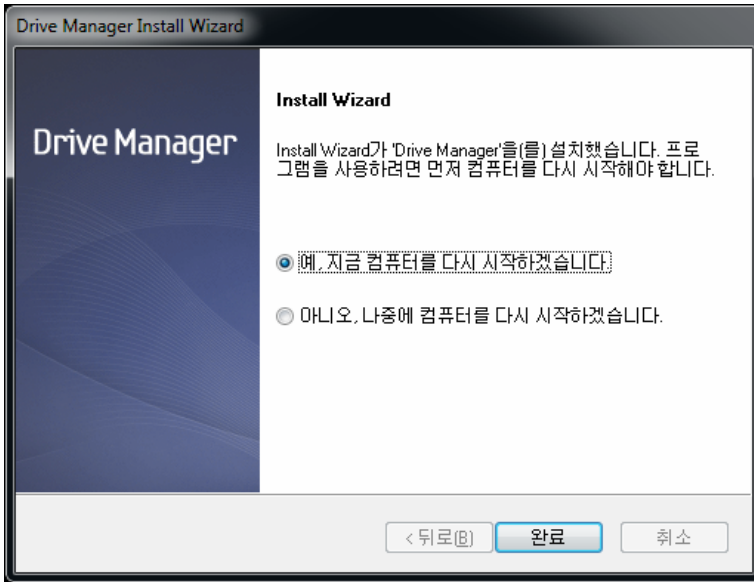 Drive Manager Install Wizard
Drive Manager
Install Wizard
Install Wizard가 'Drive Manager'을(를) 설치했습니다. 프로
그램을 사용하려면 먼저 컴퓨터를 다시 시작해야 합니다.
예, 지금 컴퓨터를 다시 시작하겠습니다.
아니오, 나중에 컴퓨터를 다시 시작하겠습니다.
< 뒤로(B) 완료 취소